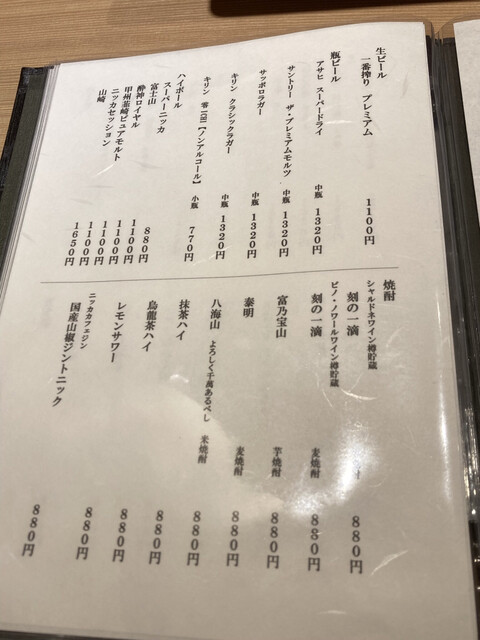 生ビール
一番搾り プレミアム 1100円
瓶ビール
アサヒ スーパードライ 中瓶 1320円
サントリー ザ・プレミアムモルツ 中瓶 1320円
サッポロラガー 中瓶 1320円
キリン クラシックラガー 中瓶 1320円
キリン 零ICHI【ノンアルコール】 小瓶 770円
ハイボール
スーパーニッカ 880円
富士山 1100円
酔神ロイヤル 1100円
甲州韮崎ピュアモルト 1100円
ニッカセッション 1100円
山崎 1650円
焼酎
シャルドネワイン樽貯蔵
刻の一滴 880円
ピノ・ノワールワイン樽貯蔵
刻の一滴 麦焼酎 880円
富乃宝山 芋焼酎 880円
泰明 麦焼酎 880円
八海山 よろしく千萬あるべし 米焼酎 880円
抹茶ハイ 880円
烏龍茶ハイ 880円
レモンサワー 880円
ニッカカフェジン
国産山椒ジントニック 880円